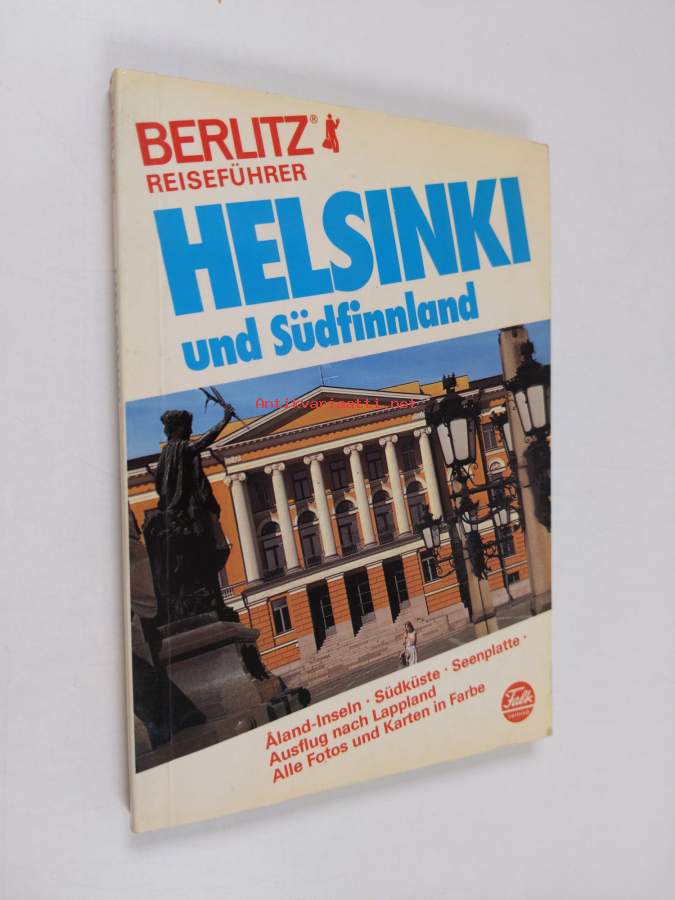 BERLITZ®
REISEFÜHRER
HELSINKI
und Südfinnland
Antikvariaatti.net
Åland-Inseln · Südküste · Seenplatte ·
Ausflug nach Lappland
Alle Fotos und Karten in Farbe
Falk
vertrieb